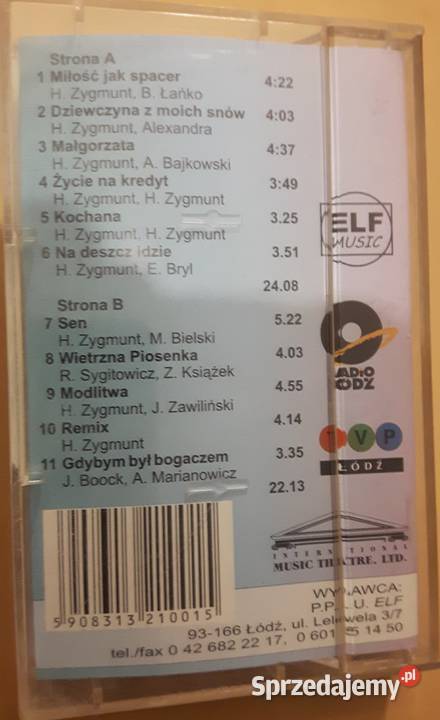 Strona A
1 Miłość jak spacer 4:22
H. Zygmunt, B. Łańko
2 Dziewczyna z moich snów 4:03
H. Zygmunt, Alexandra
3 Małgorzata 4:37
H. Zygmunt, A. Bajkowski
4 Życie na kredyt 3:49
H. Zygmunt, H. Zygmunt
5 Kochana 3.25
H. Zygmunt, H. Zygmunt
6 Na deszcz idzie 3.51
H. Zygmunt, E. Bryl
24.08
Strona B
7 Sen 5.22
H. Zygmunt, M. Bielski
8 Wietrzna Piosenka 4.03
R. Sygitowicz, Z. Książek
9 Modlitwa 4.55
H. Zygmunt, J. Zawiliński
10 Remix 4.14
H. Zygmunt
11 Gdybym był bogaczem 3.35
J. Boock, A. Marianowicz
22.13
ELF
MUSIC
RADIO
ŁÓDŹ
TVP
ŁÓDŹ
INTERNATIONAL
MUSIC THEATRE, LTD.
5 908313 210015
WYDAWCA:
ELF
93-166 Łódź, ul. Lelewela 3/7
tel./fax 0 42 682 22 17, 0 601 14 50
Sprzedajemy.pl